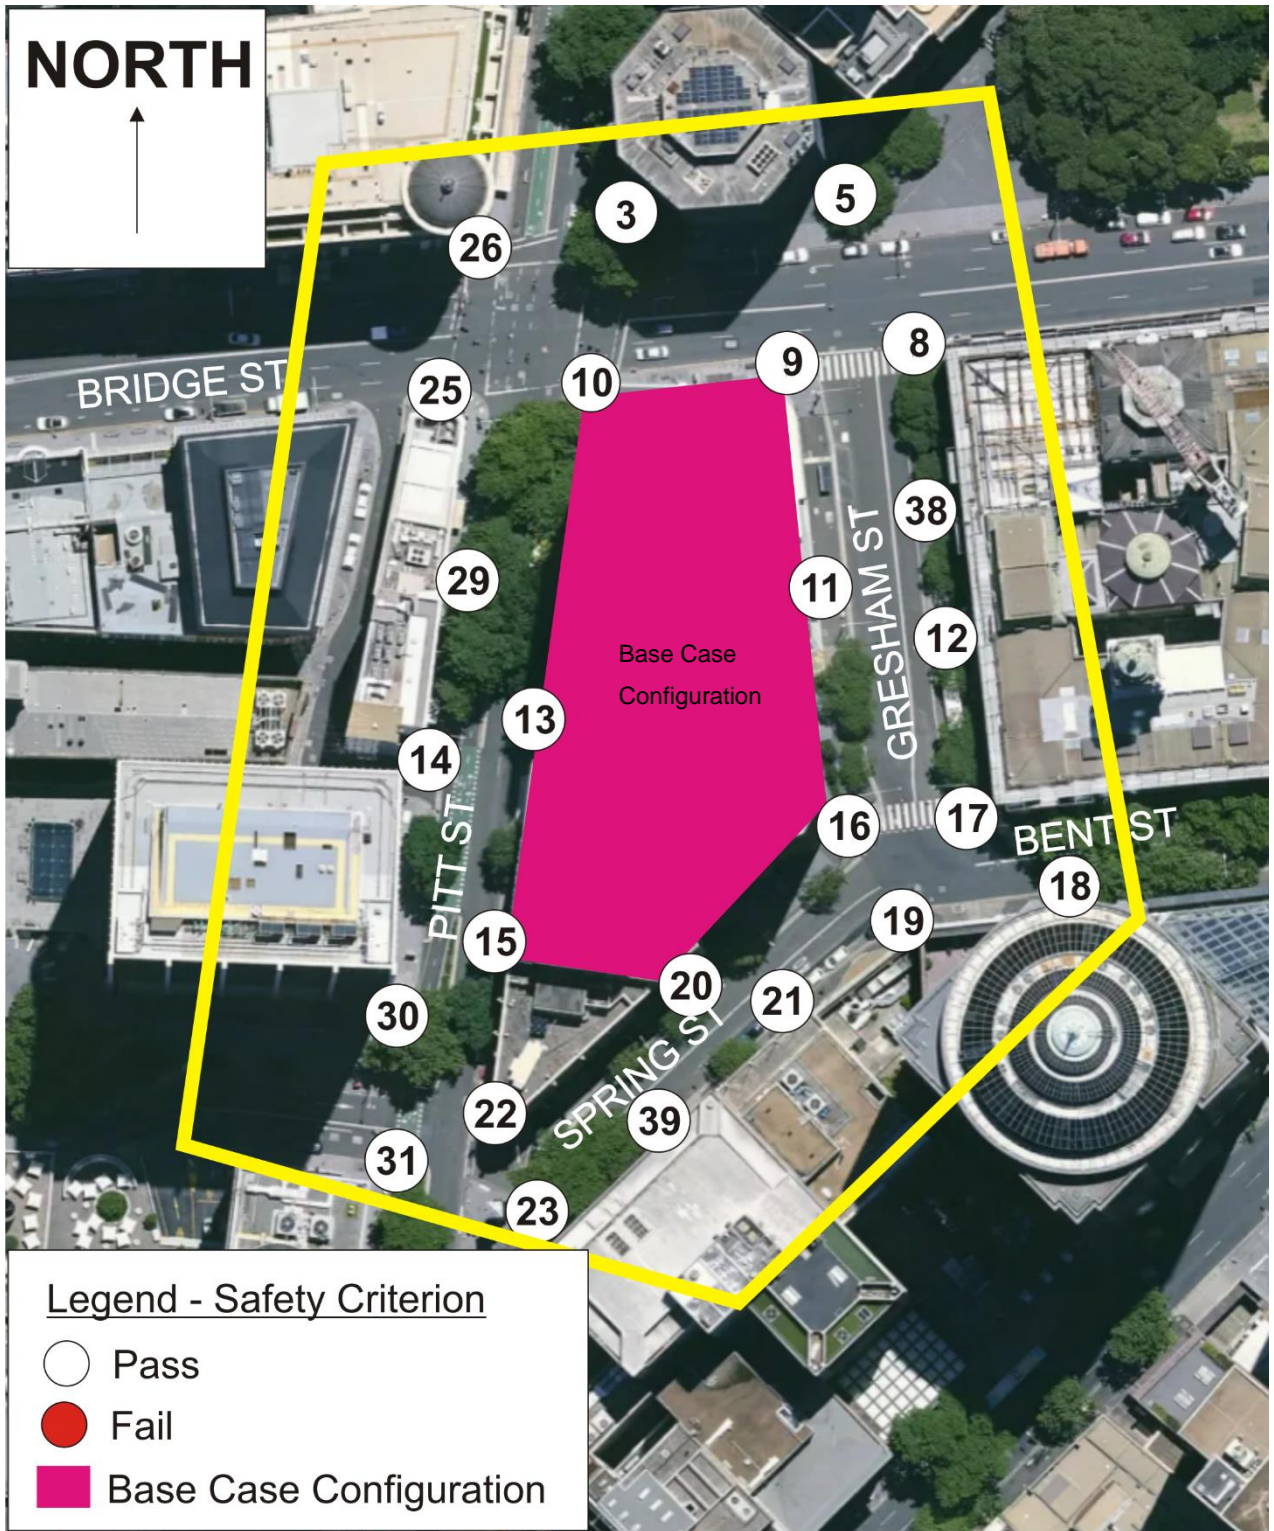 NORTH
3
5
26
8
9
10
25
BRIDGE ST
38
29
11
GRESHAM ST
12
Base Case
Configuration
13
14
16
17
BENT ST
PITT ST
18
19
15
20
21
30
SPRING ST
22
39
31
23
Legend - Safety Criterion
Pass
Fail
Base Case Configuration